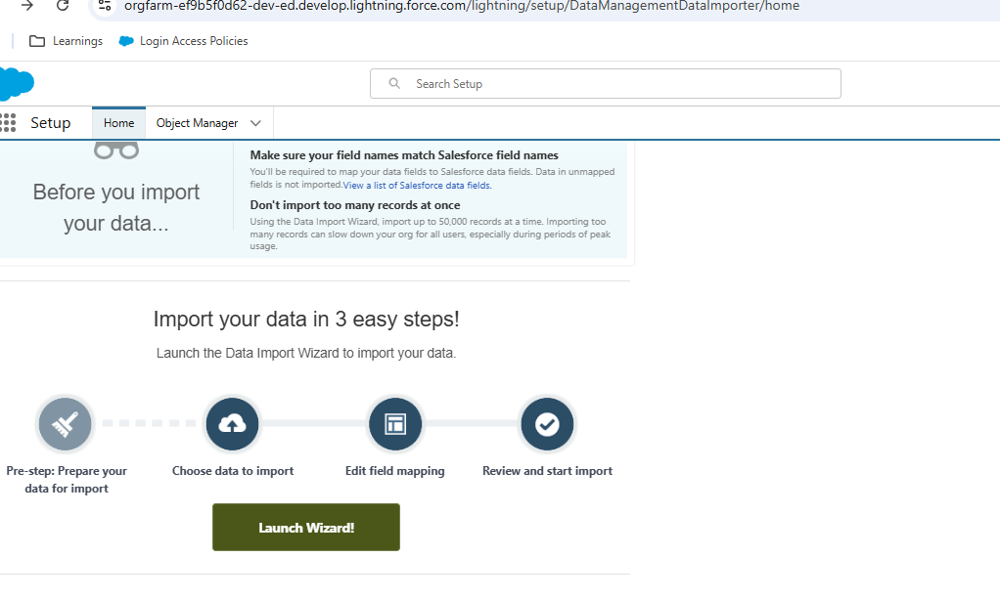 orgfarm-ef9b5f0d62-dev-ed.develop.lightning.force.com/lightning/setup/DataManagementDataImporter/home
Learnings
Login Access Policies
Search Setup
Setup
Home
Object Manager
Before you import
your data...
Make sure your field names match Salesforce field names
You'll be required to map your data fields to Salesforce data fields. Data in unmapped
fields is not imported.View a list of Salesforce data fields.
Don't import too many records at once
Using the Data Import Wizard, import up to 50,000 records at a time. Importing too
many records can slow down your org for all users, especially during periods of peak
usage.
Import your data in 3 easy steps!
Launch the Data Import Wizard to import your data.
Pre-step: Prepare your
data for import
Choose data to import
Edit field mapping
Review and start import
Launch Wizard!